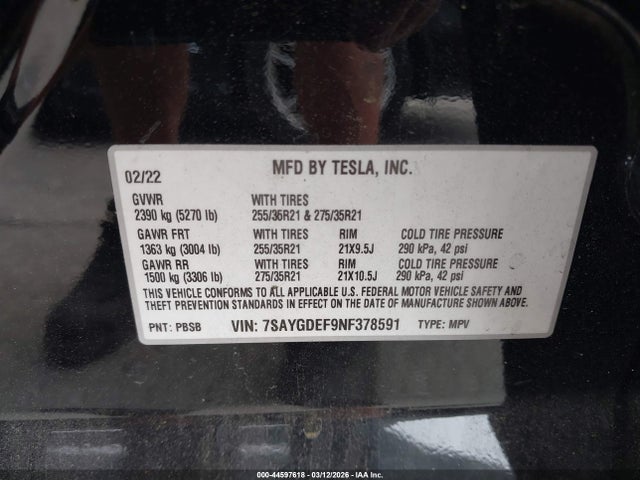 02/22 MFD BY TESLA, INC.
GVWR WITH TIRES
2390 kg (5270 lb) 255/35R21 & 275/35R21
GAWR FRT WITH TIRES RIM COLD TIRE PRESSURE
1363 kg (3004 lb) 255/35R21 21X9.5J 290 kPa, 42 psi
GAWR RR WITH TIRES RIM COLD TIRE PRESSURE
1500 kg (3306 lb) 275/35R21 21X10.5J 290 kPa, 42 psi
THIS VEHICLE CONFORMS TO ALL APPLICABLE U.S. FEDERAL MOTOR VEHICLE SAFETY AND
THEFT PREVENTION STANDARDS IN EFFECT ON THE DATE OF MANUFACTURE SHOWN ABOVE.
PNT: PBSB VIN: 7SAYGDEF9NF378591 TYPE: MPV
000-44597618 - 03/12/2026 - IAA Inc.